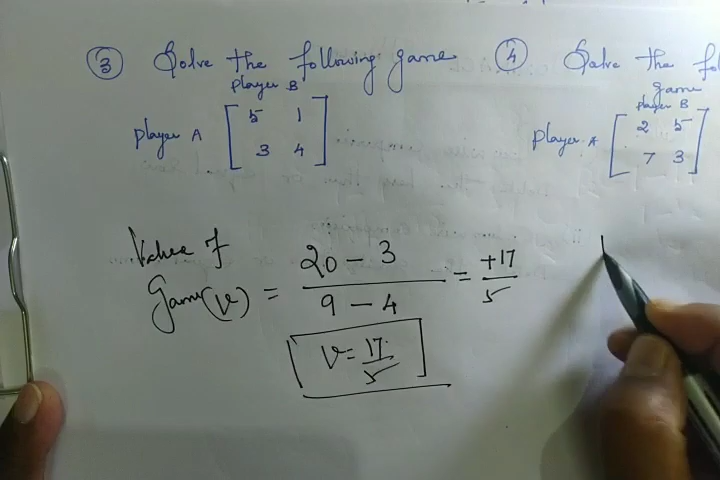 ③ Solve the following game
Player B
Player A [ 5 1
3 4 ]
④ Solve the fol
game
player B
player A [ 2 5
7 3 ]
Value of
Game(V) = 20 - 3 / 9 - 4 = +17 / 5
V = 17 / 5